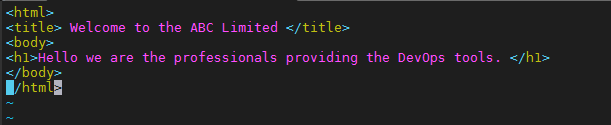 <html>
<title> Welcome to the ABC Limited </title>
<body>
<h1>Hello we are the professionals providing the DevOps tools. </h1>
</body>
</html>
~
~